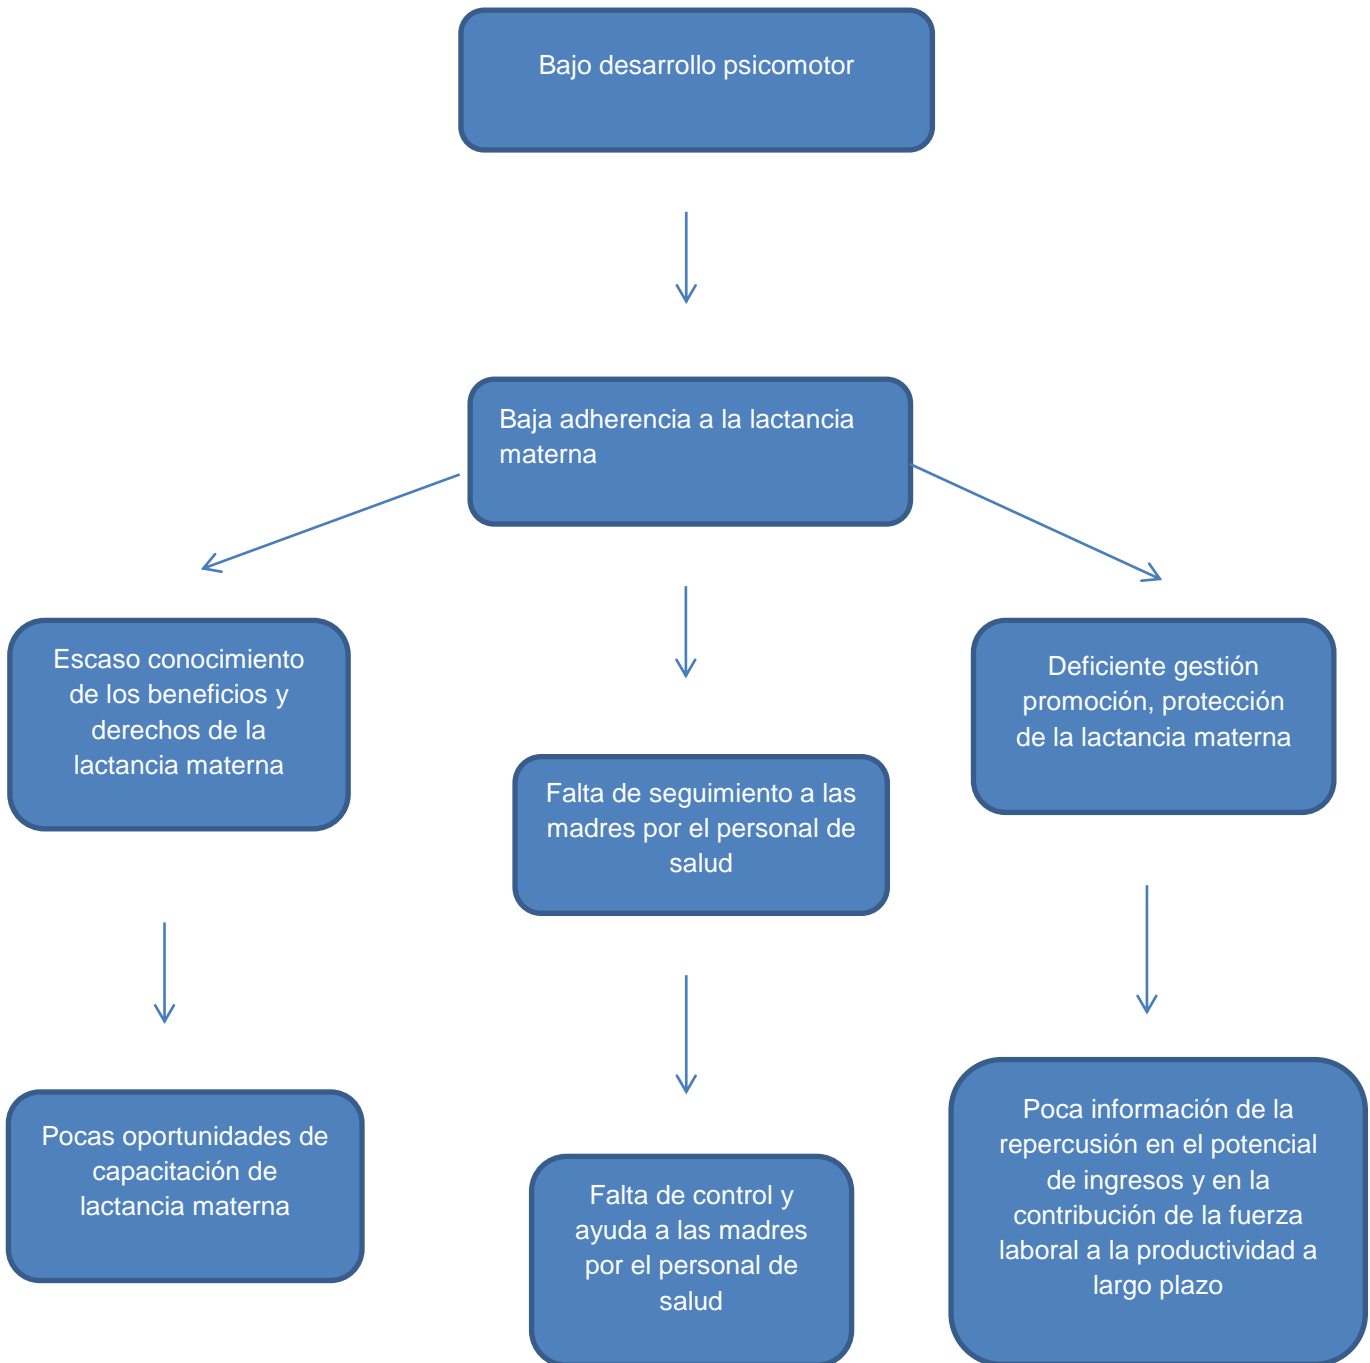 Bajo desarrollo psicomotor
Baja adherencia a la lactancia
materna
Escaso conocimiento
de los beneficios y
derechos de la
lactancia materna
Falta de seguimiento a las
madres por el personal de
salud
Deficiente gestión
promoción, protección
de la lactancia materna
Pocas oportunidades de
capacitación de
lactancia materna
Falta de control y
ayuda a las madres
por el personal de
salud
Poca información de la
repercusión en el potencial
de ingresos y en la
contribución de la fuerza
laboral a la productividad a
largo plazo